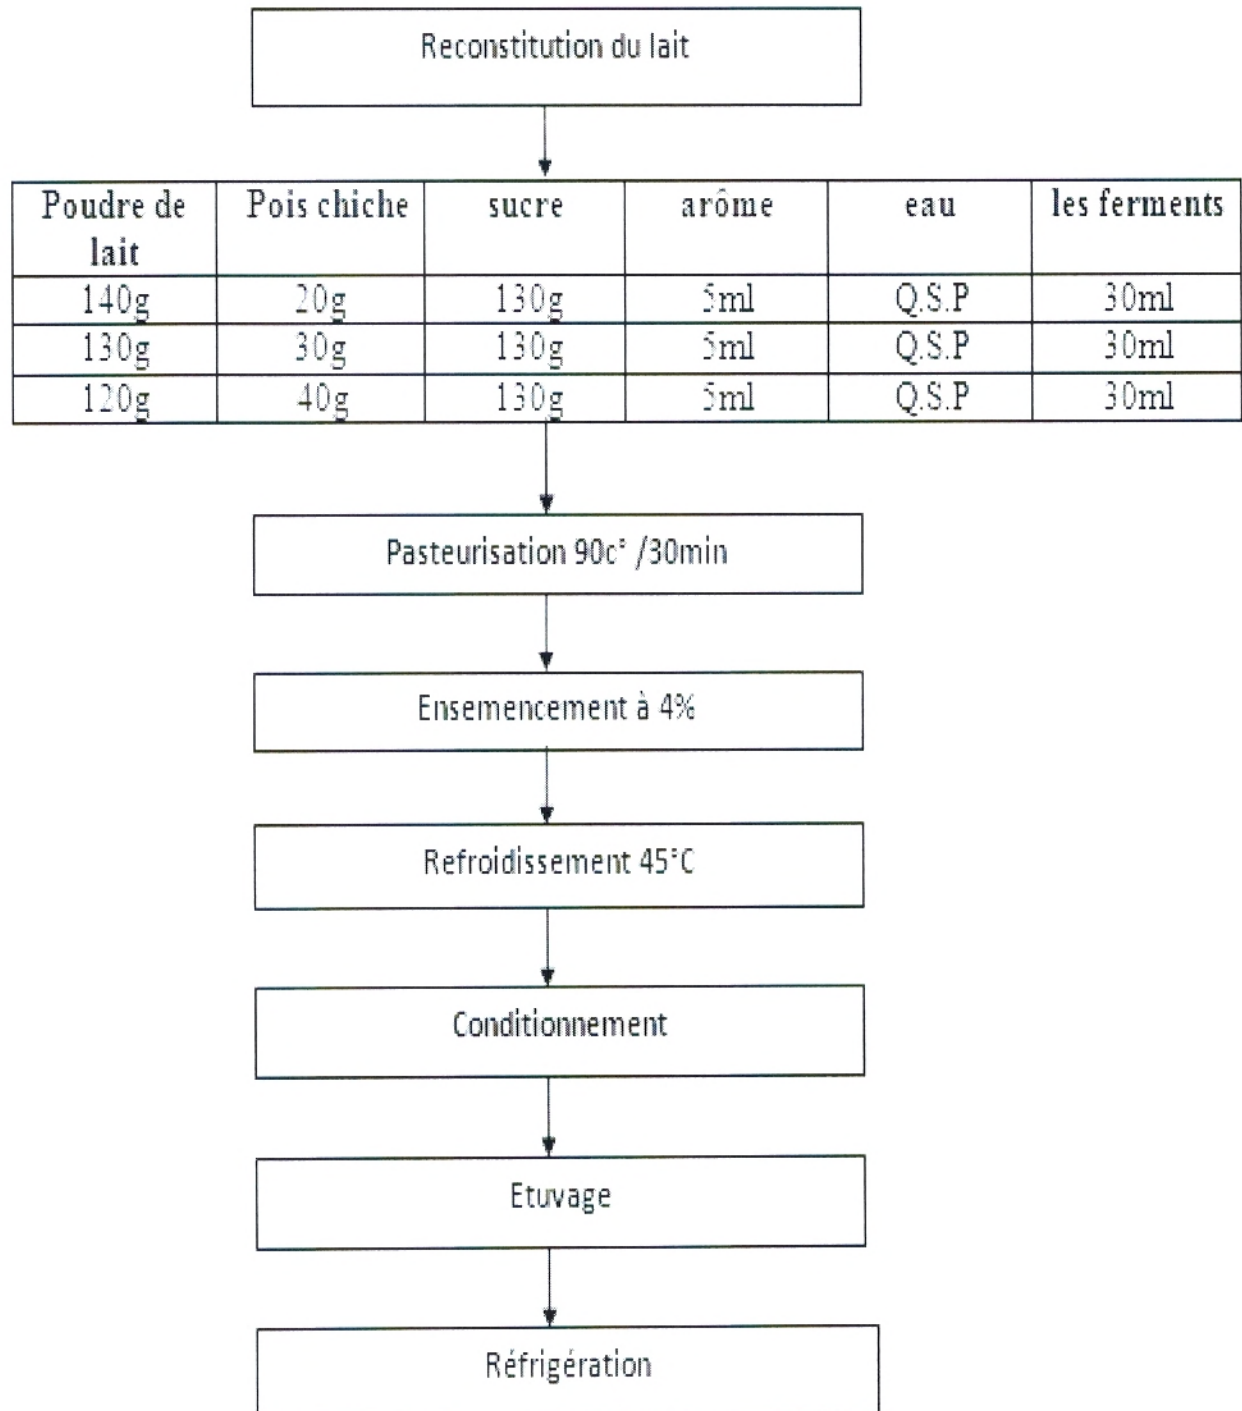 Reconstitution du lait
Poudre de lait Pois chiche sucre arôme eau les ferments
140g 20g 130g 5ml Q.S.P 30ml
130g 30g 130g 5ml Q.S.P 30ml
120g 40g 130g 5ml Q.S.P 30ml
Pasteurisation 90c° /30min
Ensemencement à 4%
Refroidissement 45°C
Conditionnement
Etuvage
Réfrigération